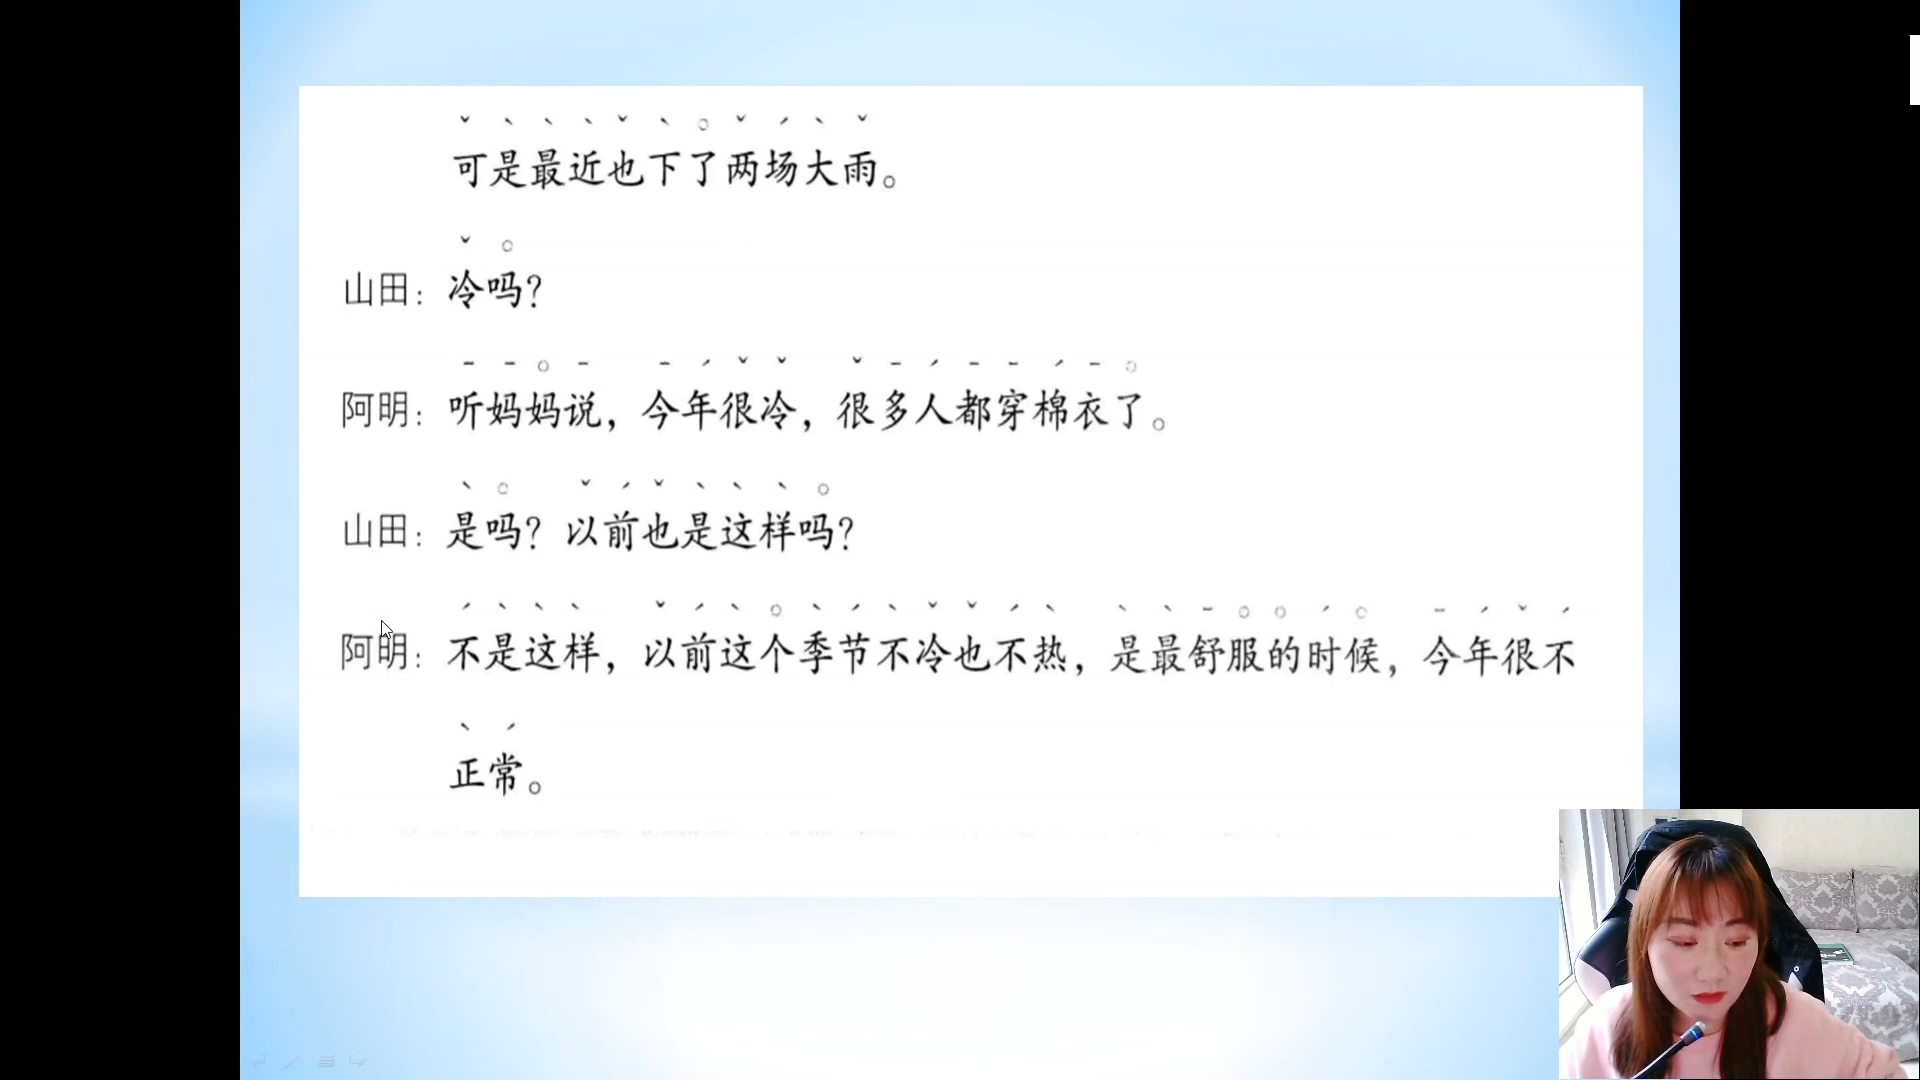 可是最近也下了两场大雨。
山田：冷吗？
阿明：听妈妈说，今年很冷，很多人都穿棉衣了。
山田：是吗？以前也是这样吗？
阿明：不是这样，以前这个季节不冷也不热，是最舒服的时候，今年很不
正常。